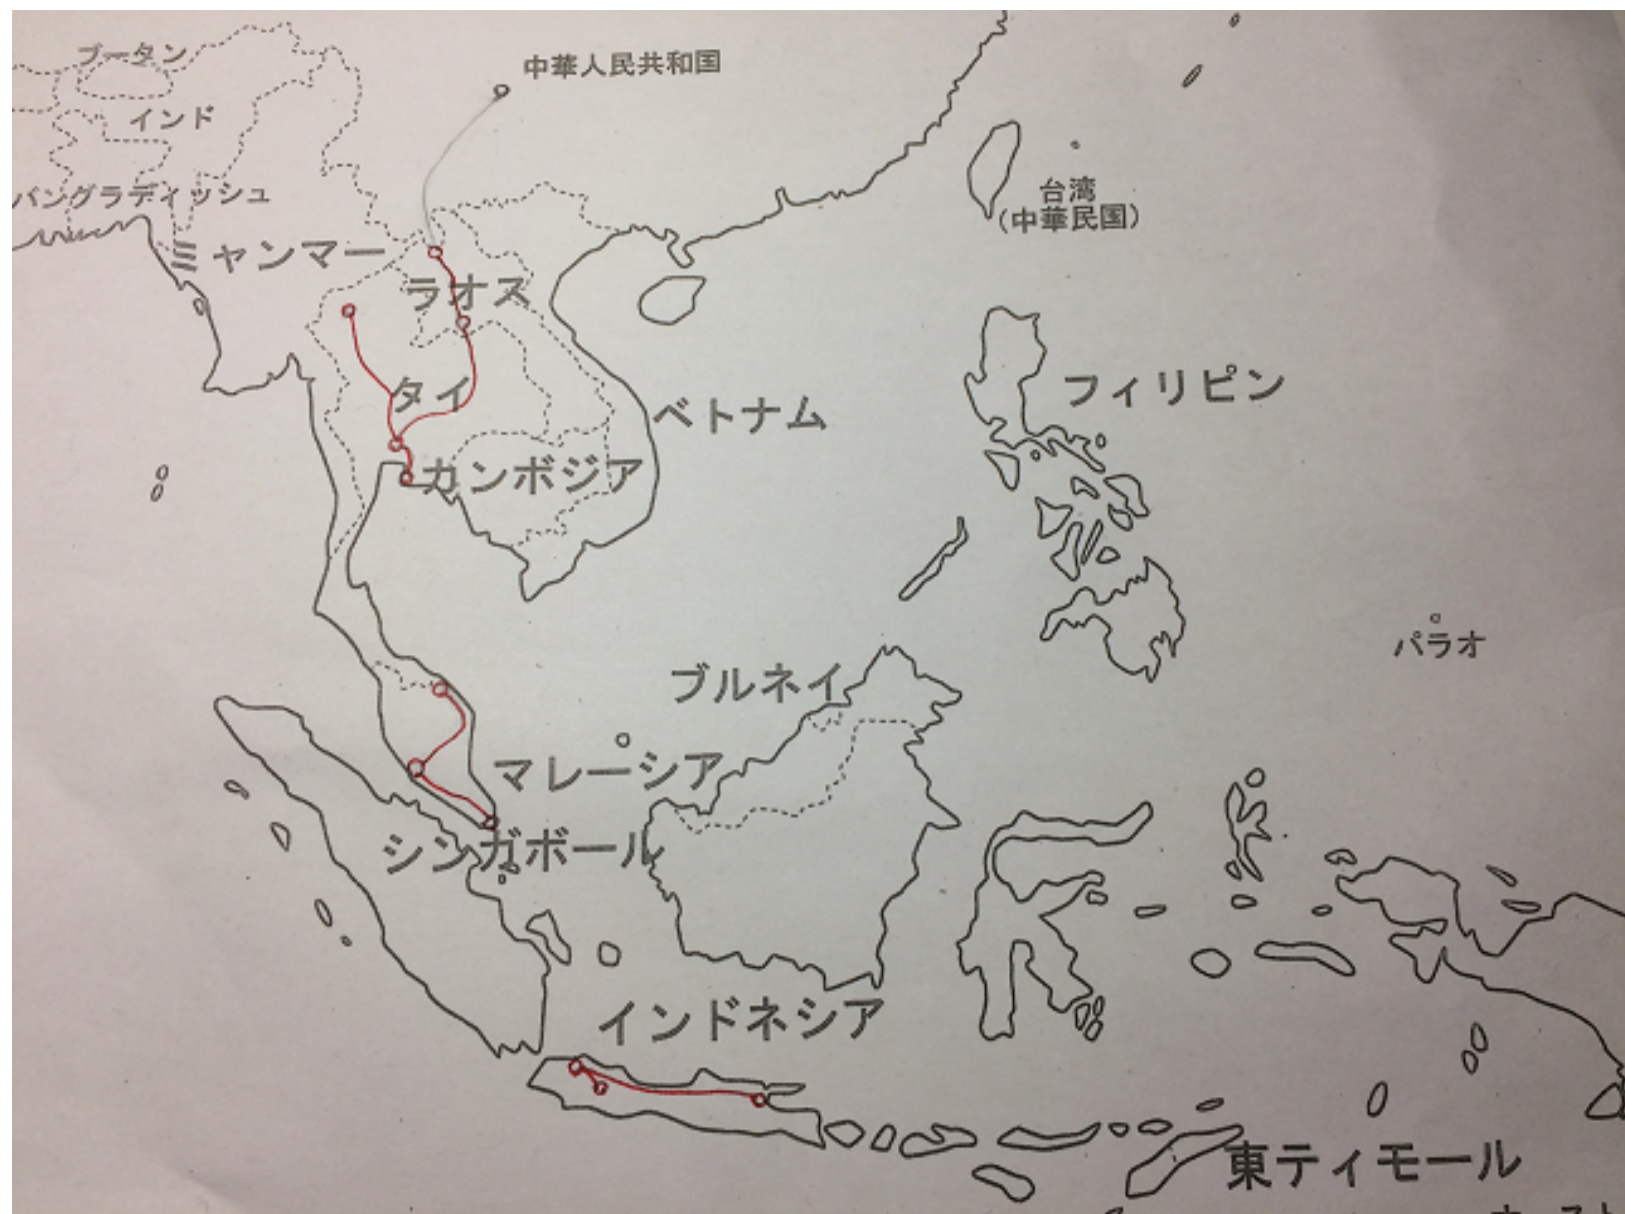 ブータン
中華人民共和国
インド
バングラディッシュ
台湾
(中華民国)
ミャンマー
ラオス
タイ
フィリピン
ベトナム
カンボジア
パラオ
ブルネイ
マレーシア
シンガポール
インドネシア
東ティモール